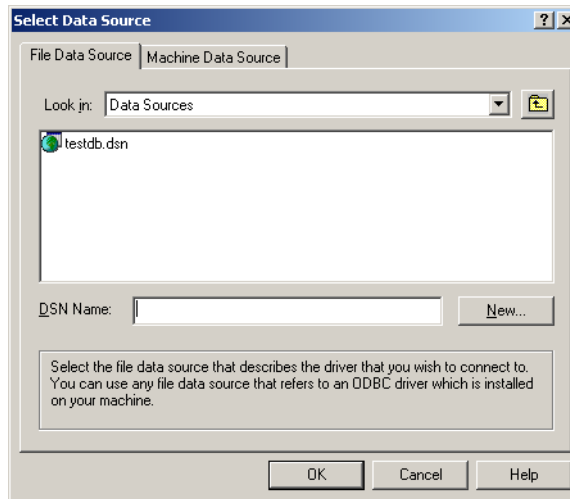 Select Data Source
File Data Source
Machine Data Source
Look in:
Data Sources
testdb.dsn
DSN Name:
New...
Select the file data source that describes the driver that you wish to connect to.
You can use any file data source that refers to an ODBC driver which is installed
on your machine.
OK
Cancel
Help